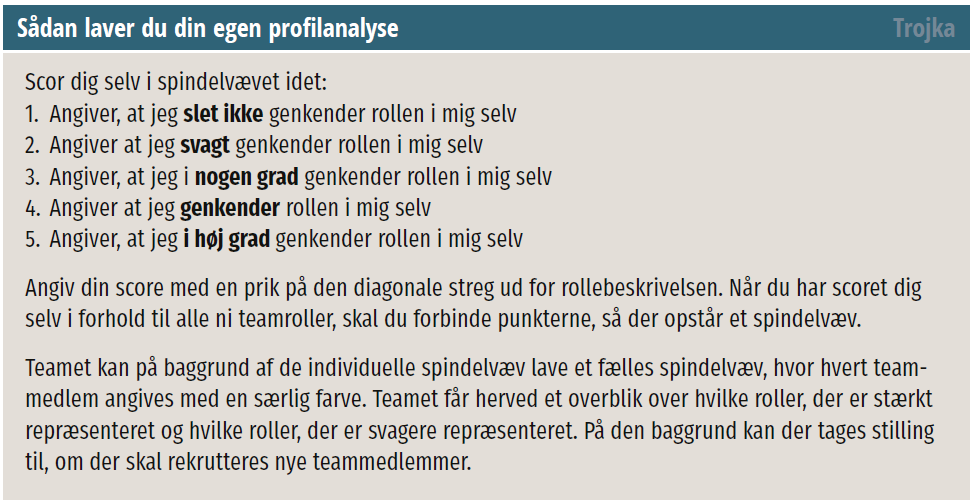 Sådan laver du din egen profilanalyse
Trojka
Scor dig selv i spindelvævet idet:
1. Angiver, at jeg slet ikke genkender rollen i mig selv
2. Angiver at jeg svagt genkender rollen i mig selv
3. Angiver, at jeg i nogen grad genkender rollen i mig selv
4. Angiver at jeg genkender rollen i mig selv
5. Angiver, at jeg i høj grad genkender rollen i mig selv
Angiv din score med en prik på den diagonale streg ud for rollebeskrivelsen. Når du har scoret dig
selv i forhold til alle ni teamroller, skal du forbinde punkterne, så der opstår et spindelvæv.
Teamet kan på baggrund af de individuelle spindelvæv lave et fælles spindelvæv, hvor hvert team-
medlem angives med en særlig farve. Teamet får herved et overblik over hvilke roller, der er stærkt
repræsenteret og hvilke roller, der er svagere repræsenteret. På den baggrund kan der tages stilling
til, om der skal rekrutteres nye teammedlemmer.